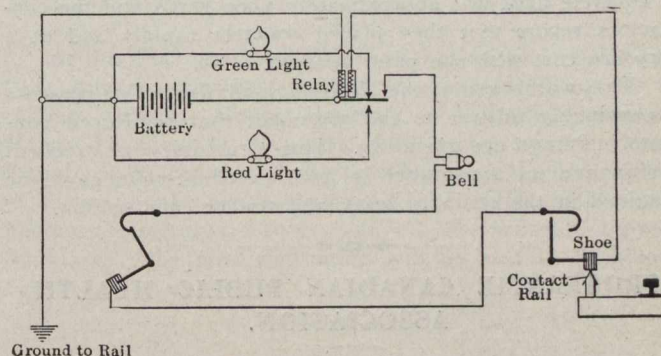 Green Light
Relay
Battery
Red Light
Bell
Shoe
Contact
Rail
Ground to Rail